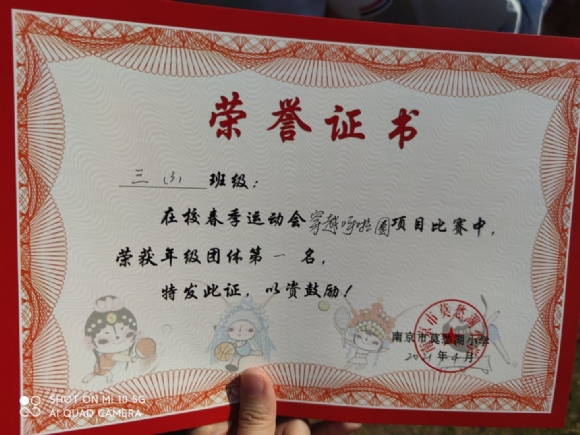 荣誉证书
三(3)班级：
在校春季运动会穿越呼啦圈项目比赛中，
荣获年级团体第一名，
特发此证，以资鼓励！
南京市莫愁湖小学
2021年4月
SHOT ON MI 10 5G
AI QUAD CAMERA